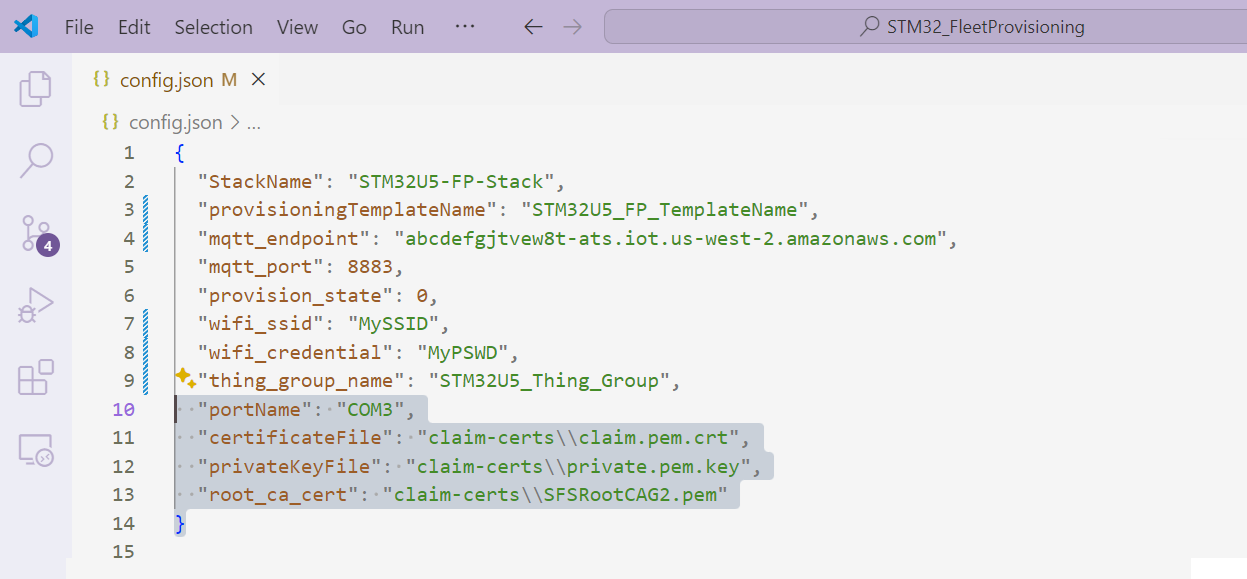 File Edit Selection View Go Run ··· STM32_FleetProvisioning
{} config.json M
{} config.json > ...
1 {
2 "StackName": "STM32U5-FP-Stack",
3 "provisioningTemplateName": "STM32U5_FP_TemplateName",
4 "mqtt_endpoint": "abcdefgjtvew8t-ats.iot.us-west-2.amazonaws.com",
5 "mqtt_port": 8883,
6 "provision_state": 0,
7 "wifi_ssid": "MySSID",
8 "wifi_credential": "MyPSWD",
9 "thing_group_name": "STM32U5_Thing_Group",
10 "portName": "COM3",
11 "certificateFile": "claim-certs\\claim.pem.crt",
12 "privateKeyFile": "claim-certs\\private.pem.key",
13 "root_ca_cert": "claim-certs\\SFSRootCAG2.pem"
14 }
15
4